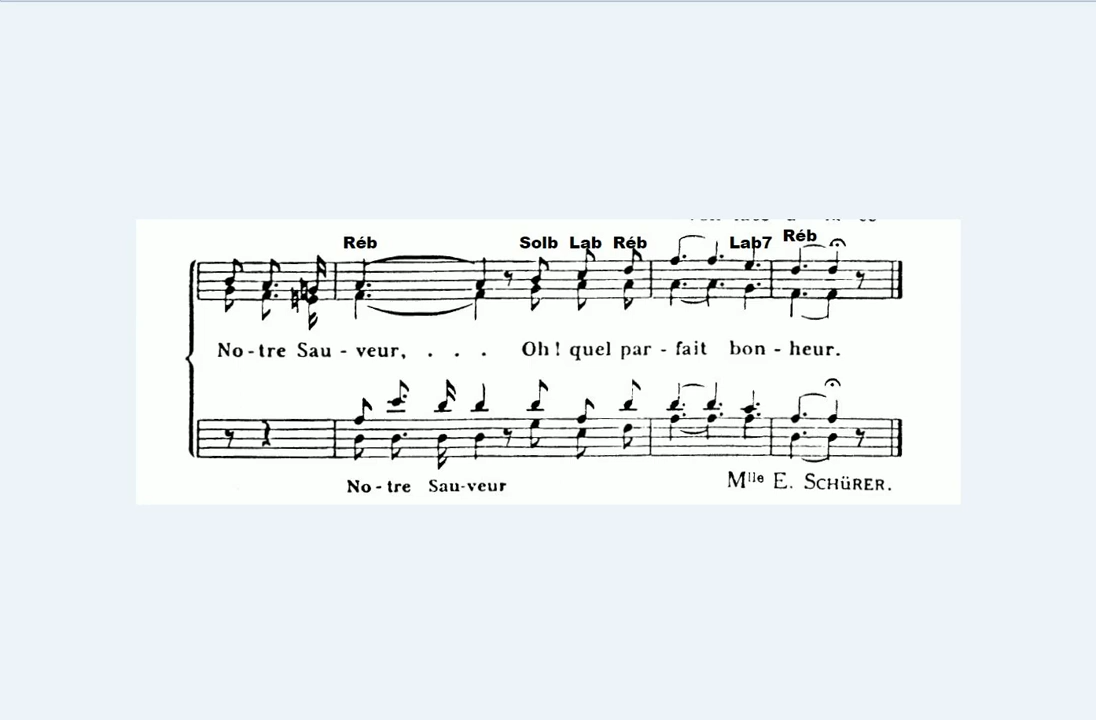 Réb Solb Lab Réb Lab7 Réb
No-tre Sau-veur, . . . Oh! quel par-fait bon-heur.
No-tre Sau-veur
Mlle E. SCHÜRER.